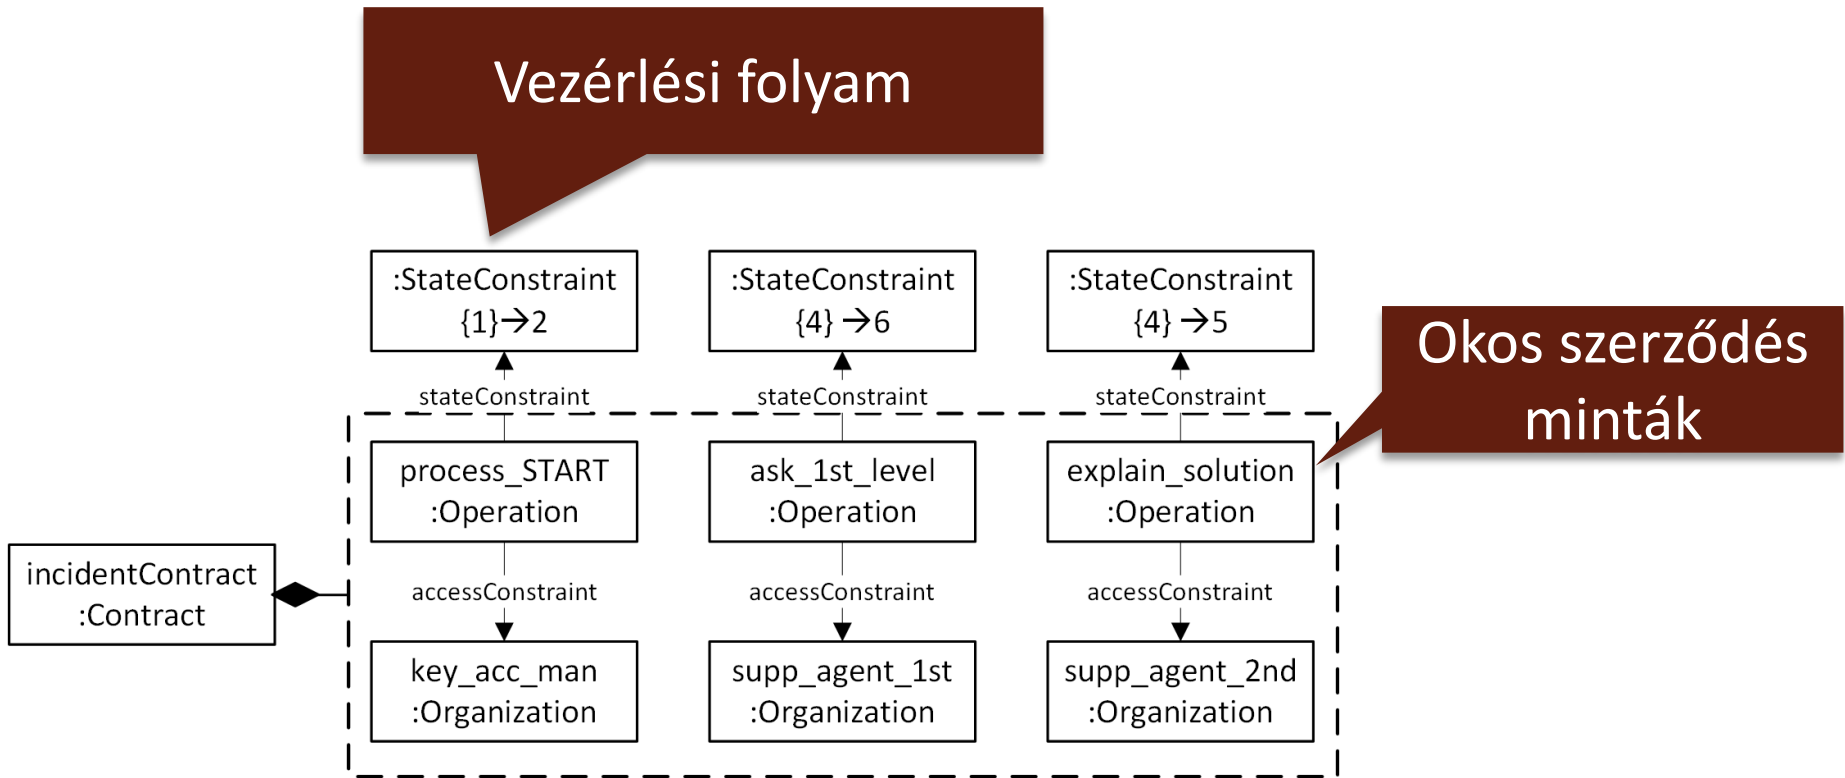 Vezérlési folyam
:StateConstraint
{1}→2
:StateConstraint
{4} →6
:StateConstraint
{4} →5
Okos szerződés
minták
stateConstraint
stateConstraint
stateConstraint
process_START
:Operation
ask_1st_level
:Operation
explain_solution
:Operation
incidentContract
:Contract
accessConstraint
accessConstraint
accessConstraint
key_acc_man
:Organization
supp_agent_1st
:Organization
supp_agent_2nd
:Organization